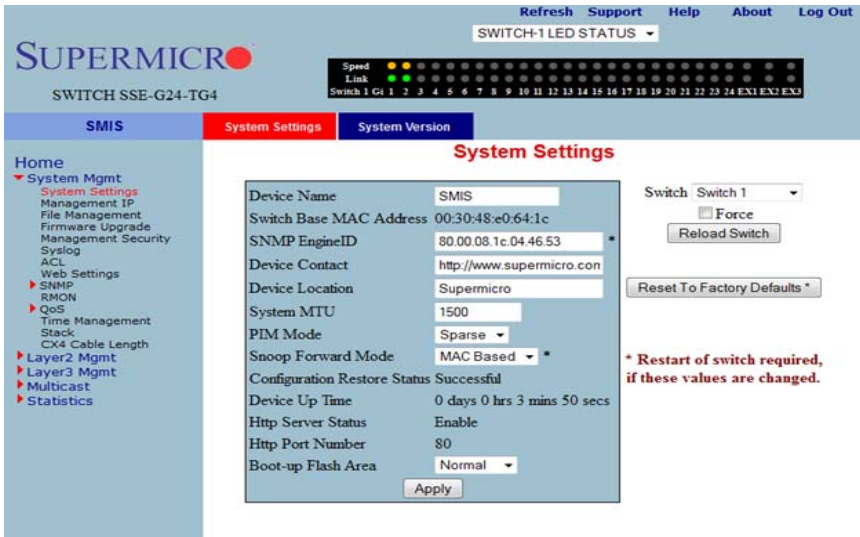 Refresh Support Help About Log Out
SWITCH-1 LED STATUS
SUPERMICRO
SWITCH SSE-G24-TG4
Speed
Link
Switch 1 Gi 1 2 3 4 5 6 7 8 9 10 11 12 13 14 15 16 17 18 19 20 21 22 23 24 EX1 EX2 EX3
SMIS
System Settings
System Version
Home
System Mgmt
System Settings
Management IP
File Management
Firmware Upgrade
Management Security
Syslog
ACL
Web Settings
SNMP
RMON
QoS
Time Management
Stack
CX4 Cable Length
Layer2 Mgmt
Layer3 Mgmt
Multicast
Statistics
System Settings
Device Name SMIS
Switch Base MAC Address 00:30:48:e0:64:1c
SNMP EngineID 80.00.08.1c.04.46.53 *
Device Contact http://www.supermicro.com
Device Location Supermicro
System MTU 1500
PIM Mode Sparse
Snoop Forward Mode MAC Based *
Configuration Restore Status Successful
Device Up Time 0 days 0 hrs 3 mins 50 secs
Http Server Status Enable
Http Port Number 80
Boot-up Flash Area Normal
Apply
Switch Switch 1
Force
Reload Switch
Reset To Factory Defaults *
* Restart of switch required,
if these values are changed.